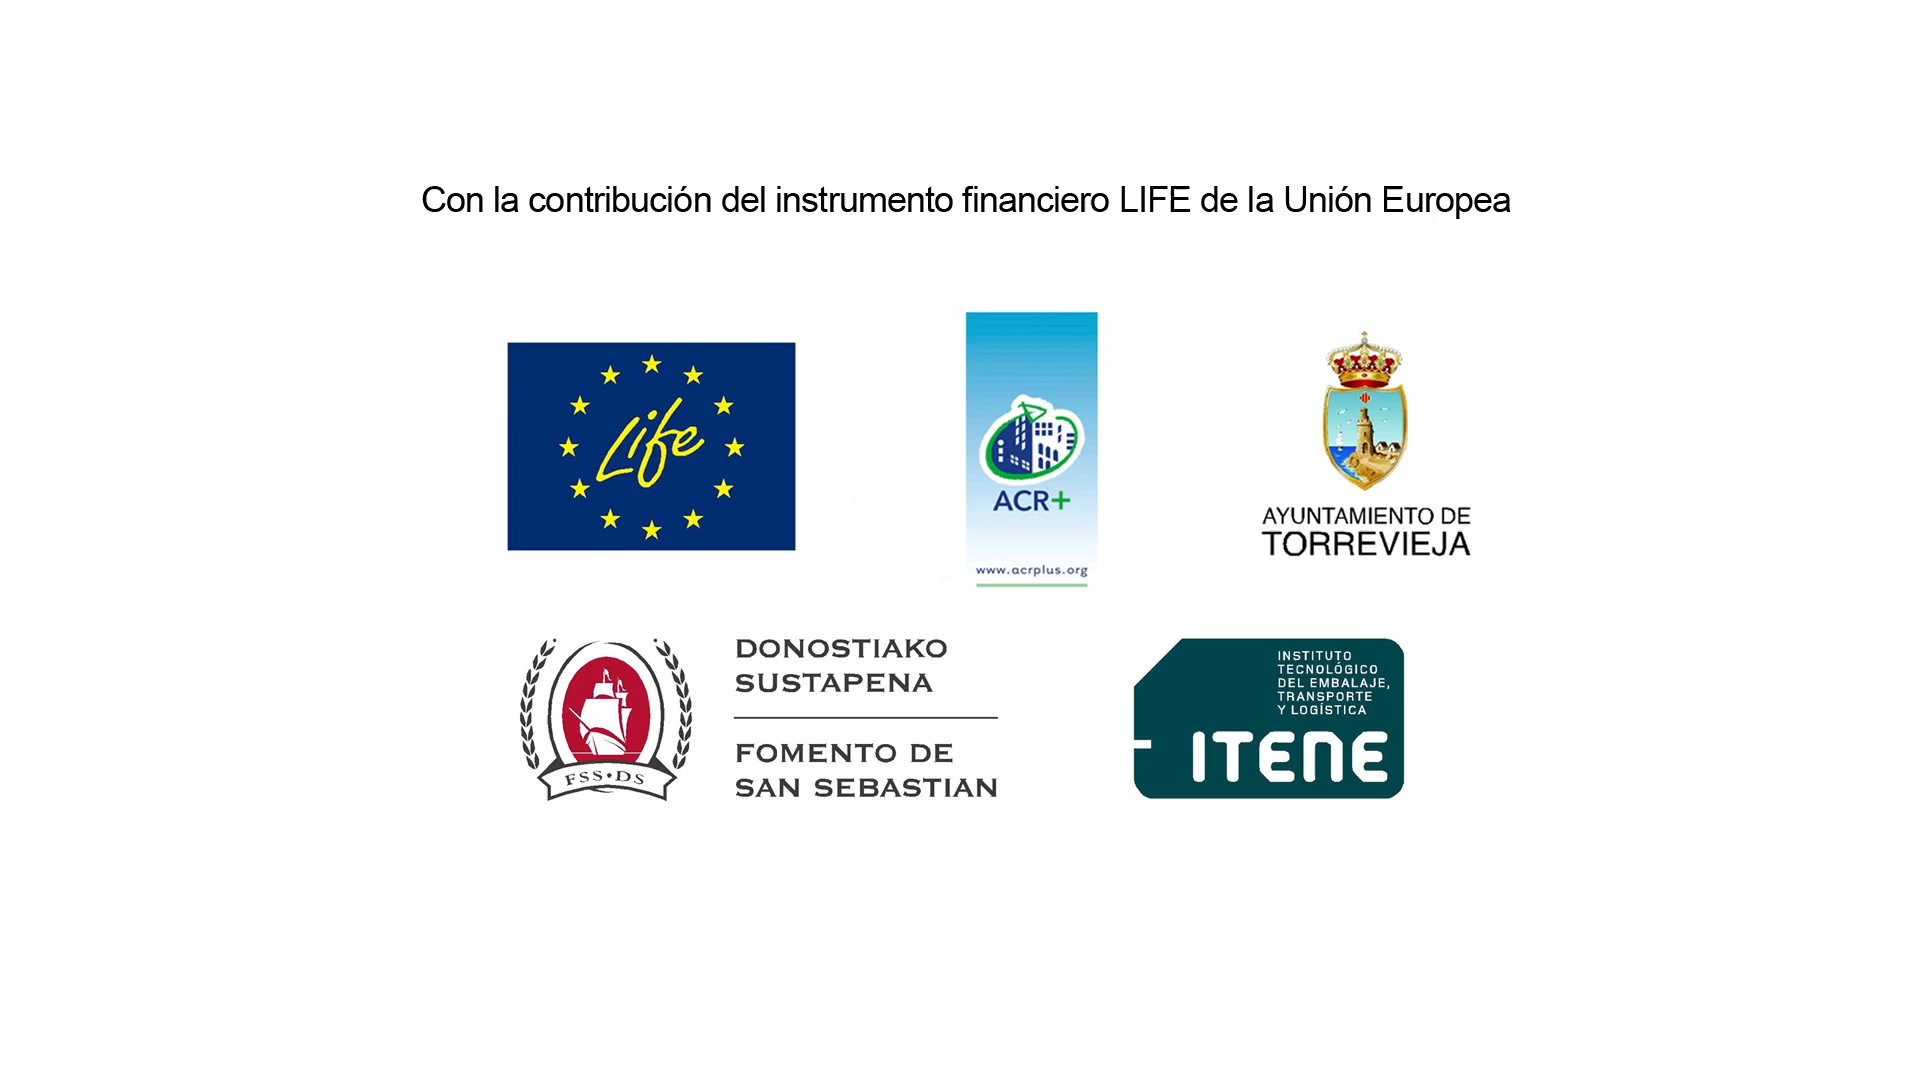 Con la contribución del instrumento financiero LIFE de la Unión Europea
Life
ACR+
www.acrplus.org
AYUNTAMIENTO DE
TORREVIEJA
FSS•DS
DONOSTIAKO
SUSTAPENA
FOMENTO DE
SAN SEBASTIAN
INSTITUTO
TECNOLÓGICO
DEL EMBALAJE,
TRANSPORTE
Y LOGÍSTICA
ITENE